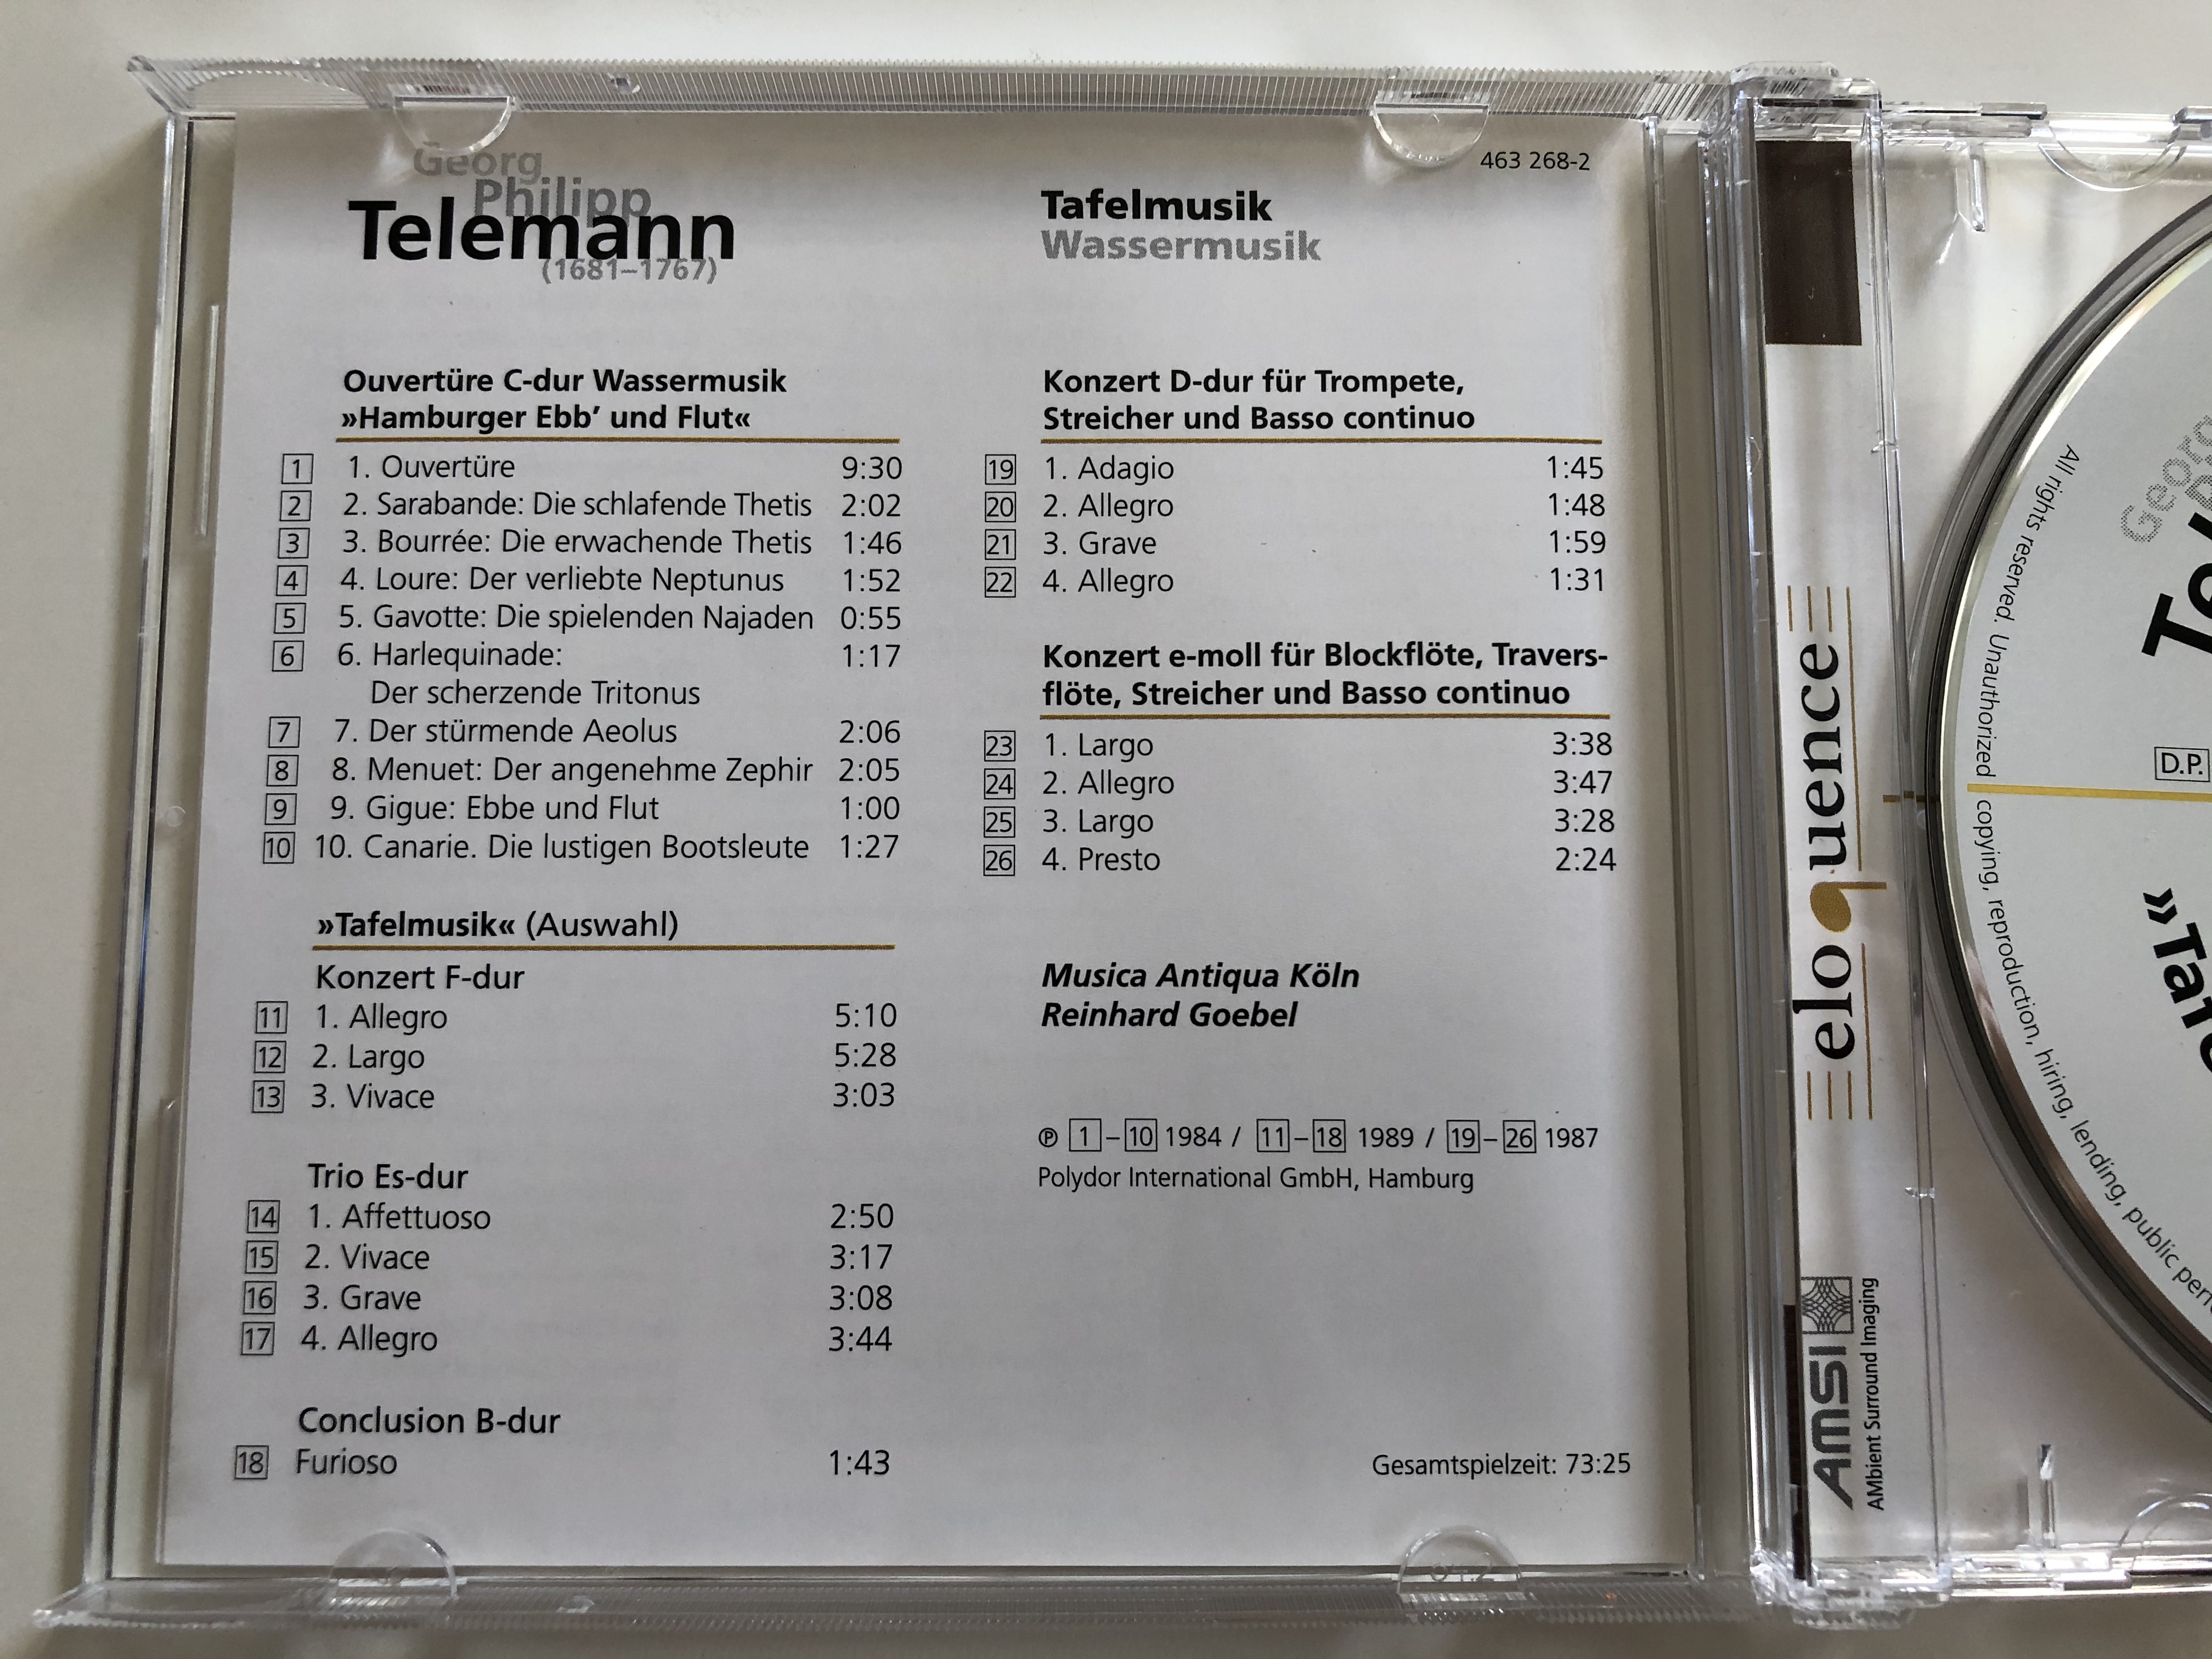 Georg
Philipp
Telemann
(1681–1767)
Ouvertüre C-dur Wassermusik
»Hamburger Ebb’ und Flut«
1 1. Ouvertüre 9:30
2 2. Sarabande: Die schlafende Thetis 2:02
3 3. Bourrée: Die erwachende Thetis 1:46
4 4. Loure: Der verliebte Neptunus 1:52
5 5. Gavotte: Die spielenden Najaden 0:55
6 6. Harlequinade: 1:17
Der scherzende Tritonus
7 7. Der stürmende Aeolus 2:06
8 8. Menuet: Der angenehme Zephir 2:05
9 9. Gigue: Ebbe und Flut 1:00
10 10. Canarie. Die lustigen Bootsleute 1:27
»Tafelmusik« (Auswahl)
Konzert F-dur
11 1. Allegro 5:10
12 2. Largo 5:28
13 3. Vivace 3:03
Trio Es-dur
14 1. Affettuoso 2:50
15 2. Vivace 3:17
16 3. Grave 3:08
17 4. Allegro 3:44
Conclusion B-dur
18 Furioso 1:43
463 268-2
Tafelmusik
Wassermusik
Konzert D-dur für Trompete,
Streicher und Basso continuo
19 1. Adagio 1:45
20 2. Allegro 1:48
21 3. Grave 1:59
22 4. Allegro 1:31
Konzert e-moll für Blockflöte, Travers-
flöte, Streicher und Basso continuo
23 1. Largo 3:38
24 2. Allegro 3:47
25 3. Largo 3:28
26 4. Presto 2:24
Musica Antiqua Köln
Reinhard Goebel
℗ 1–10 1984 / 11–18 1989 / 19–26 1987
Polydor International GmbH, Hamburg
Gesamtspielzeit: 73:25
eloquence
AMSI
AMbient Surround Imaging
All rights reserved. Unauthorized copying, reproduction, hiring, lending, public
Georg
D.P.